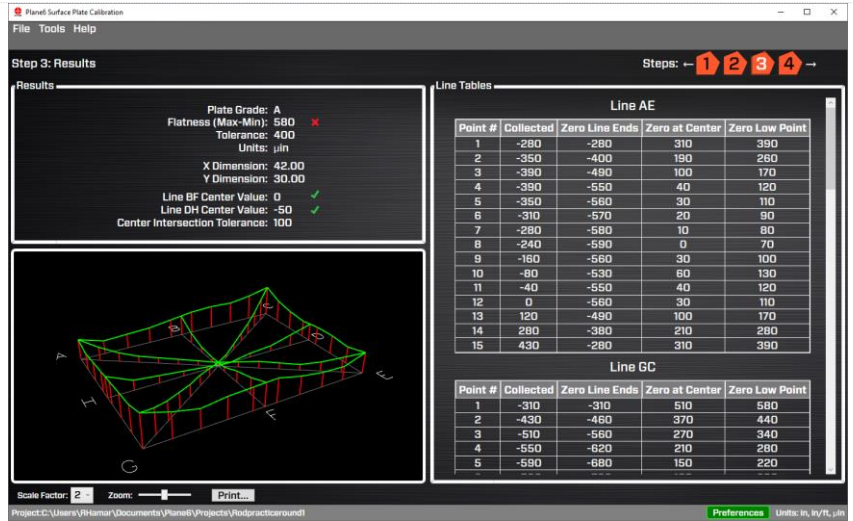 Plane6 Surface Plate Calibration
File Tools Help
Step 3: Results
Steps: ← 1 2 3 4 →
Results
Plate Grade: A
Flatness (Max-Min): 580
Tolerance: 400
Units: µin
X Dimension: 42.00
Y Dimension: 30.00
Line BF Center Value: 0
Line DH Center Value: -50
Center Intersection Tolerance: 100
A
B
C
D
E
F
G
H
Line Tables
Line AE
Point # Collected Zero Line Ends Zero at Center Zero Low Point
1 -280 -280 310 390
2 -350 -400 190 260
3 -390 -490 100 170
4 -390 -550 40 120
5 -350 -560 30 110
6 -310 -570 20 90
7 -280 -580 10 80
8 -240 -590 0 70
9 -160 -560 30 100
10 -80 -530 60 130
11 -40 -550 40 120
12 0 -560 30 110
13 120 -490 100 170
14 280 -380 210 280
15 430 -280 310 390
Line GC
Point # Collected Zero Line Ends Zero at Center Zero Low Point
1 -310 -310 510 580
2 -430 -460 370 440
3 -510 -560 270 340
4 -550 -620 210 280
5 -590 -680 150 220
Scale Factor: 2 Zoom: Print...
Project:C:\Users\RHamar\Documents\Plane6\Projects\Rodpracticeround1
Preferences Units: in, in/ft, µin